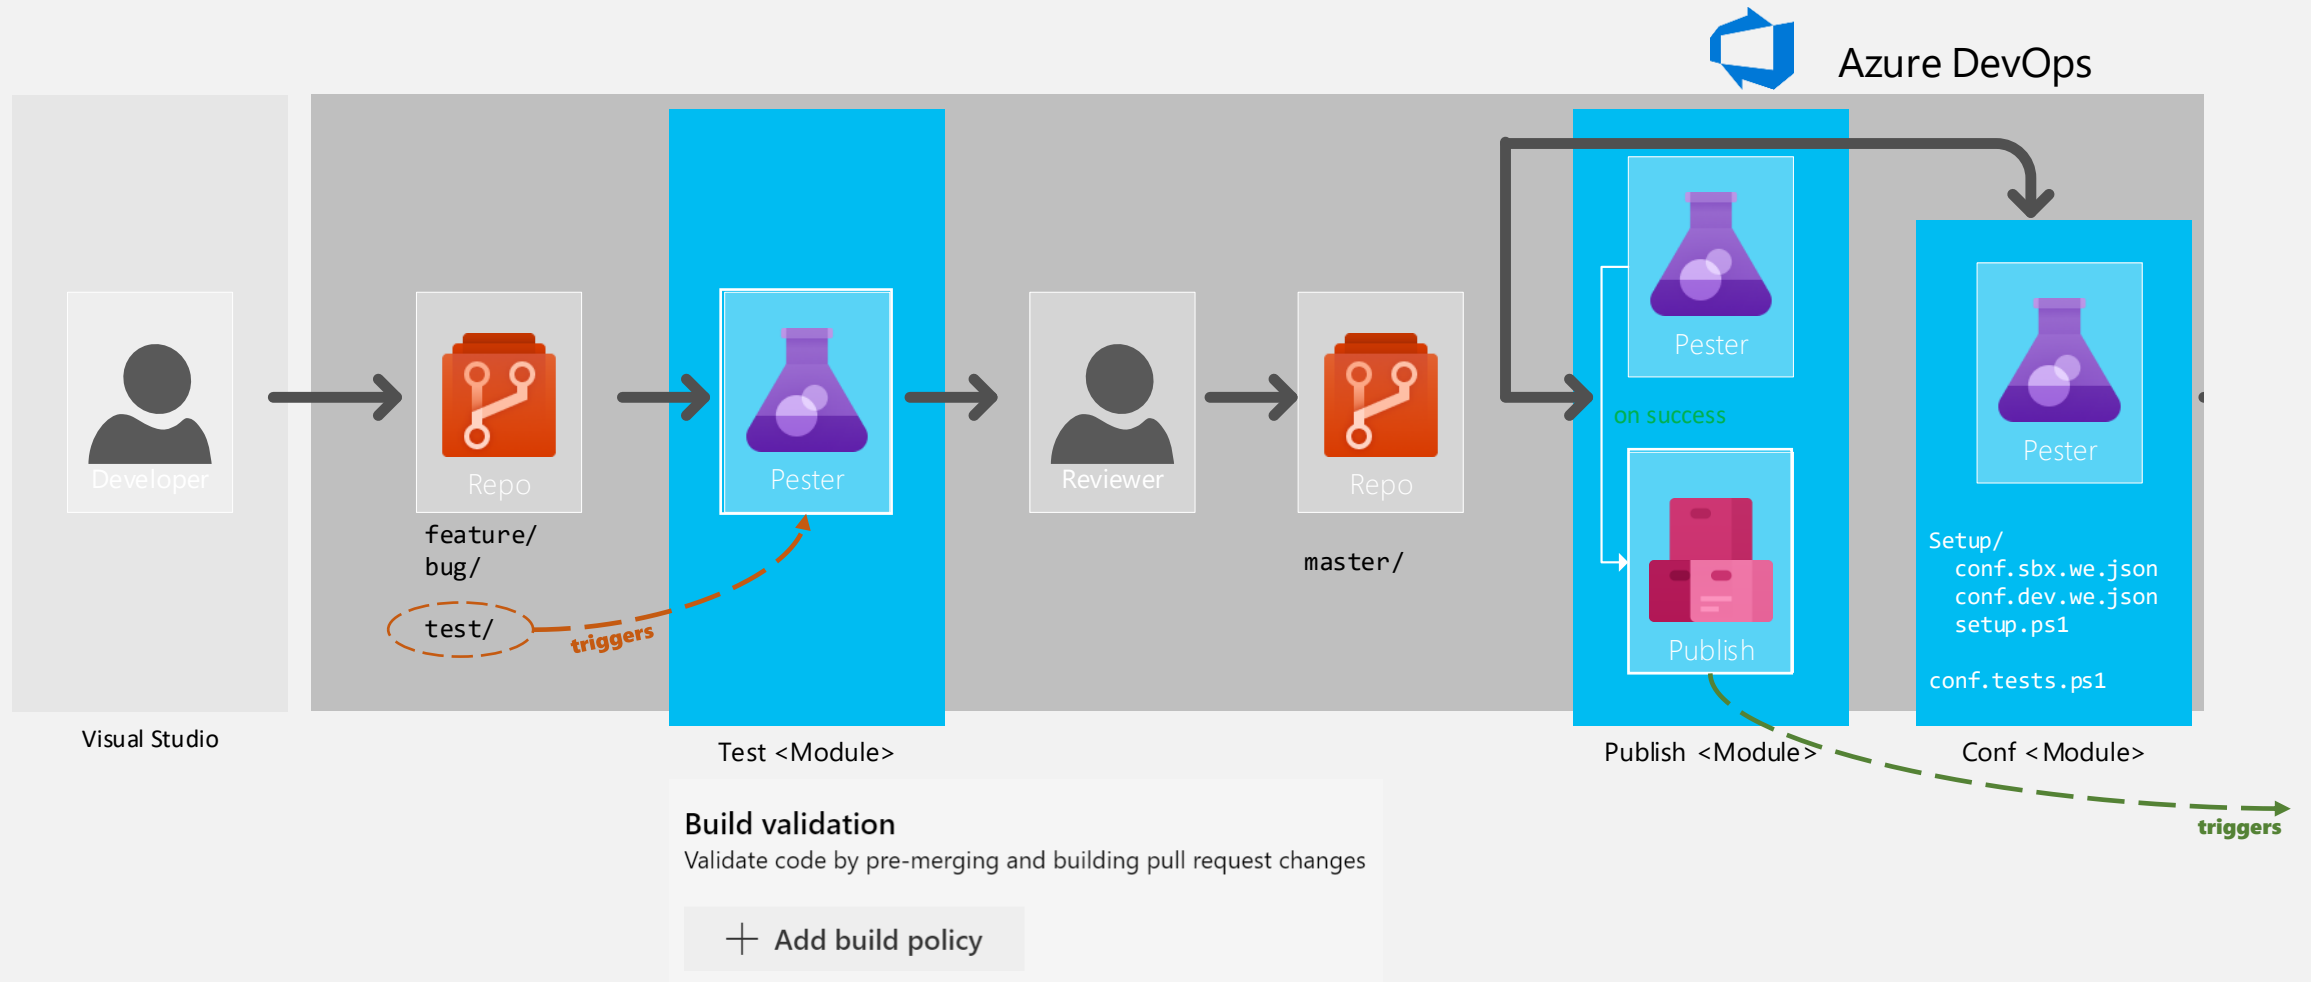 Azure DevOps
Developer
Visual Studio
Repo
feature/
bug/
test/
triggers
Pester
Test <Module>
Reviewer
Repo
master/
Pester
on success
Publish
Publish <Module>
triggers
Pester
Setup/
conf.sbx.we.json
conf.dev.we.json
setup.ps1
conf.tests.ps1
Conf <Module>
Build validation
Validate code by pre-merging and building pull request changes
+ Add build policy